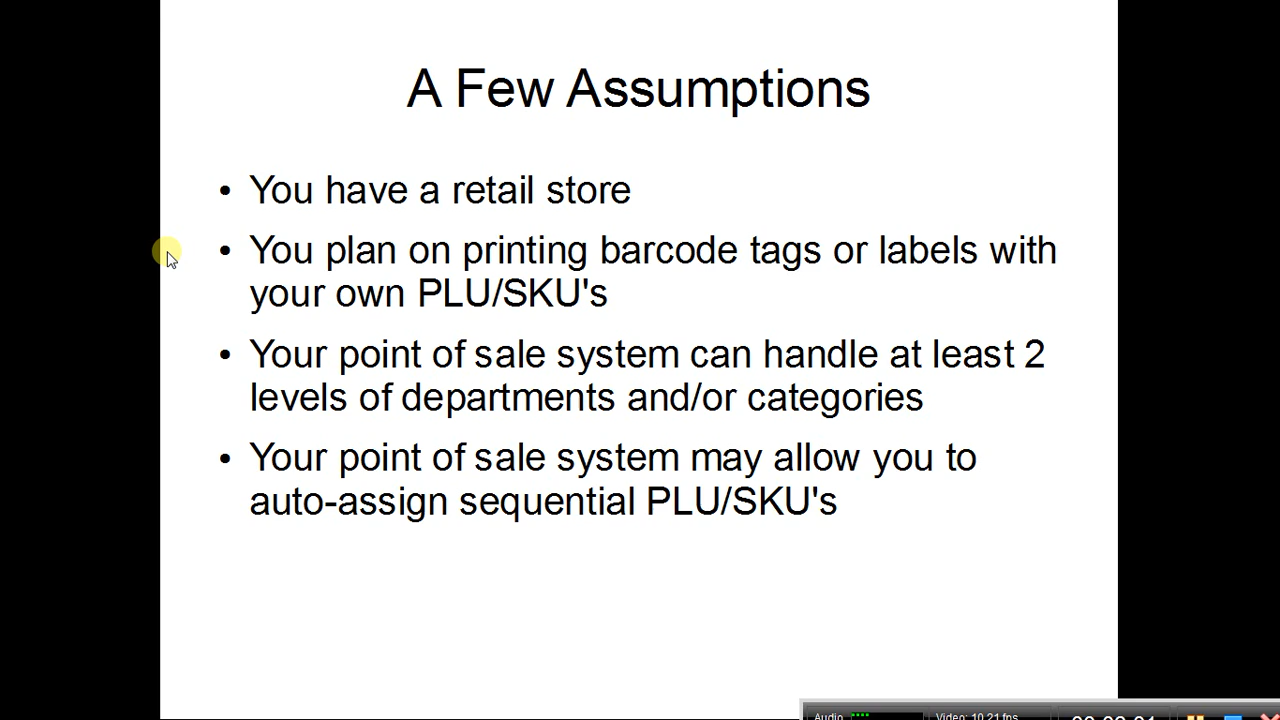 A Few Assumptions
• You have a retail store
• You plan on printing barcode tags or labels with
your own PLU/SKU's
• Your point of sale system can handle at least 2
levels of departments and/or categories
• Your point of sale system may allow you to
auto-assign sequential PLU/SKU's
Audio Video: 10.21 fps